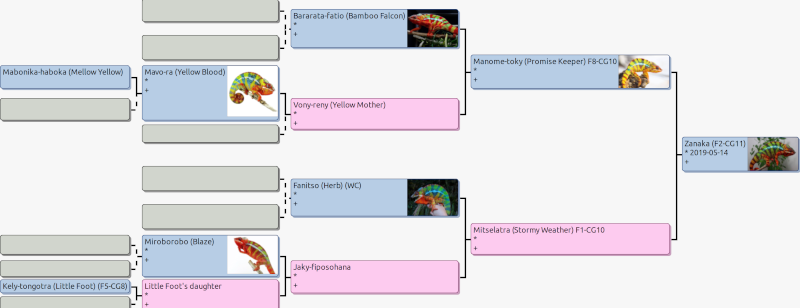 Bararata-fatio (Bamboo Falcon)
*
+
Manome-toky (Promise Keeper) F8-CG10
*
+
Mabonika-haboka (Mellow Yellow)
Mavo-ra (Yellow Blood)
*
+
Vony-reny (Yellow Mother)
*
+
Zanaka (F2-CG11)
* 2019-05-14
+
Fanitso (Herb) (WC)
*
+
Mitselatra (Stormy Weather) F1-CG10
*
+
Miroborobo (Blaze)
*
+
Jaky-fiposohana
*
+
Kely-tongotra (Little Foot) (F5-CG8)
Little Foot's daughter
*
+